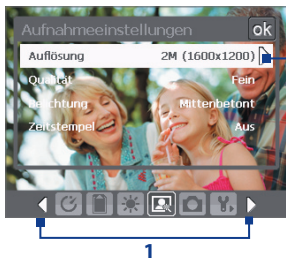 Aufnahmeeinstellungen ok
Auflösung 2M (1600x1200)
Qualität Fein
Belichtung Mittenbetont
Zeitstempel Aus
1